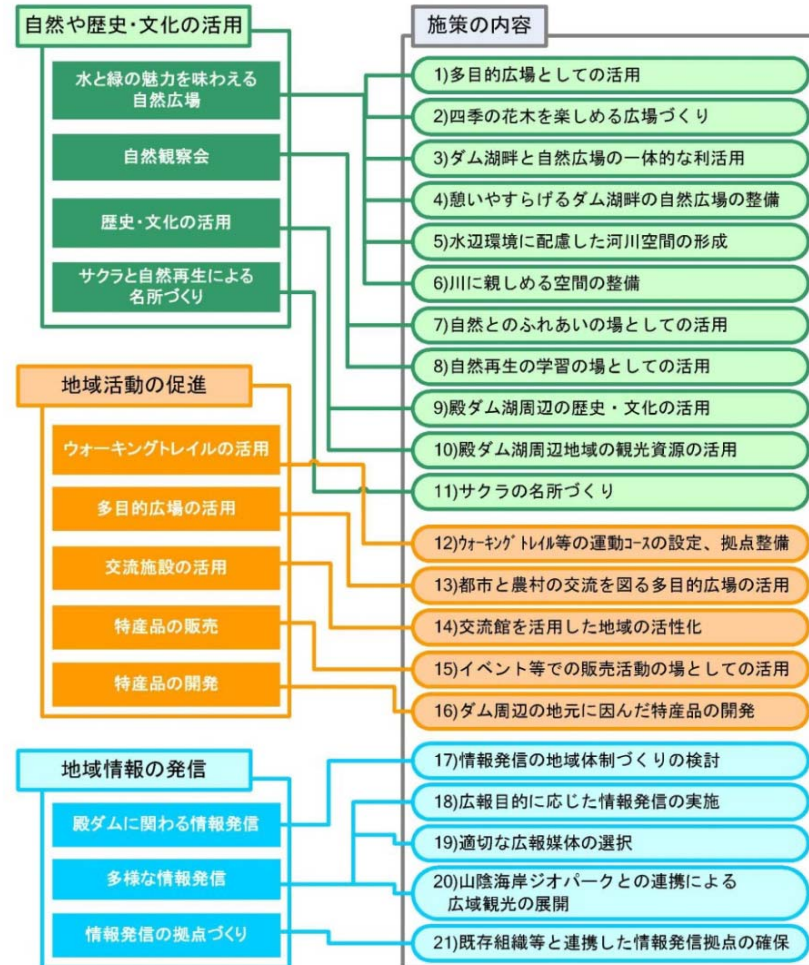 自然や歴史・文化の活用
水と緑の魅力を味わえる
自然広場
自然観察会
歴史・文化の活用
サクラと自然再生による
名所づくり
地域活動の促進
ウォーキングトレイルの活用
多目的広場の活用
交流施設の活用
特産品の販売
特産品の開発
地域情報の発信
殿ダムに関わる情報発信
多様な情報発信
情報発信の拠点づくり
施策の内容
1)多目的広場としての活用
2)四季の花木を楽しめる広場づくり
3)ダム湖畔と自然広場の一体的な利活用
4)憩いやすらげるダム湖畔の自然広場の整備
5)水辺環境に配慮した河川空間の形成
6)川に親しめる空間の整備
7)自然とのふれあいの場としての活用
8)自然再生の学習の場としての活用
9)殿ダム湖周辺の歴史・文化の活用
10)殿ダム湖周辺地域の観光資源の活用
11)サクラの名所づくり
12)ｳｫｰｷﾝｸﾞﾄﾚｲﾙ等の運動ｺｰｽの設定、拠点整備
13)都市と農村の交流を図る多目的広場の活用
14)交流館を活用した地域の活性化
15)イベント等での販売活動の場としての活用
16)ダム周辺の地元に因んだ特産品の開発
17)情報発信の地域体制づくりの検討
18)広報目的に応じた情報発信の実施
19)適切な広報媒体の選択
20)山陰海岸ジオパークとの連携による
広域観光の展開
21)既存組織等と連携した情報発信拠点の確保